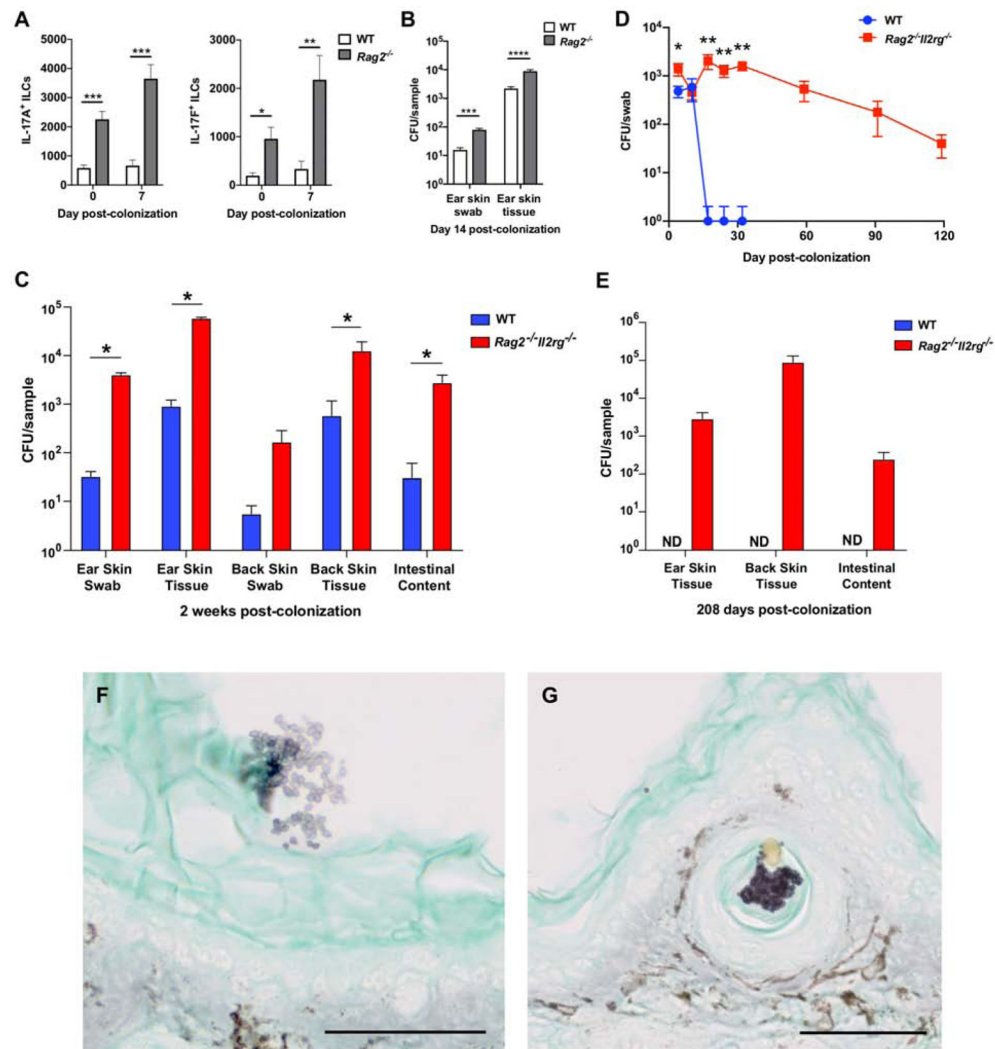 A
WT
Rag2-/-
IL-17A+ ILCs
5000
4000
3000
2000
1000
0
***
***
0 7
Day post-colonization
WT
Rag2-/-
IL-17F+ ILCs
3000
2000
1000
0
*
**
0 7
Day post-colonization
B
WT
Rag2-/-
CFU/sample
10^5
10^4
10^3
10^2
10^1
10^0
***
****
Ear skin swab
Ear skin tissue
Day 14 post-colonization
D
WT
Rag2-/-Il2rg-/-
CFU/swab
10^4
10^3
10^2
10^1
10^0
* ** ** **
0 30 60 90 120
Day post-colonization
C
WT
Rag2-/-Il2rg-/-
CFU/sample
10^5
10^4
10^3
10^2
10^1
10^0
* * * *
Ear Skin Swab
Ear Skin Tissue
Back Skin Swab
Back Skin Tissue
Intestinal Content
2 weeks post-colonization
E
WT
Rag2-/-Il2rg-/-
CFU/sample
10^6
10^5
10^4
10^3
10^2
10^1
10^0
ND ND ND
Ear Skin Tissue
Back Skin Tissue
Intestinal Content
208 days post-colonization
F
G